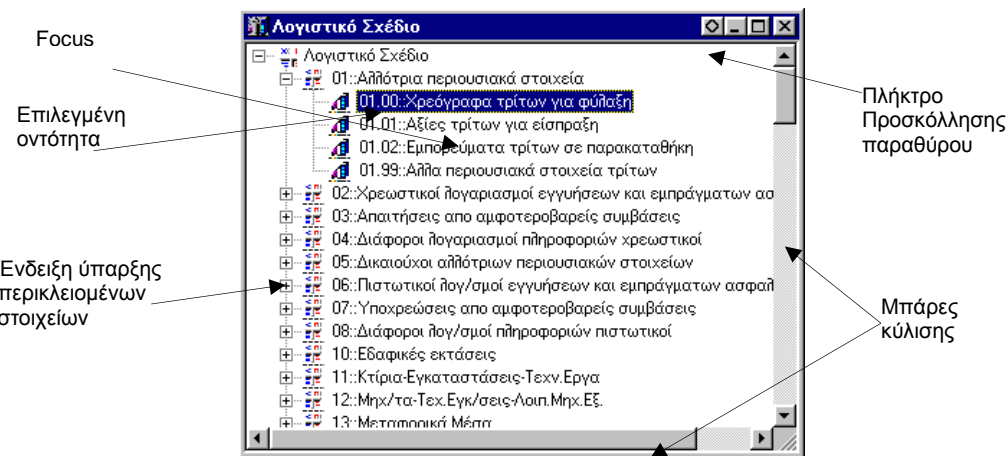 Focus
Επιλεγμένη
οντότητα
Ένδειξη ύπαρξης
περικλειομένων
στοιχείων
Λογιστικό Σχέδιο
Λογιστικό Σχέδιο
01::Αλλότρια περιουσιακά στοιχεία
01.00::Χρεόγραφα τρίτων για φύλαξη
01.01::Αξίες τρίτων για είσπραξη
01.02::Εμπορεύματα τρίτων σε παρακαταθήκη
01.99::Αλλα περιουσιακά στοιχεία τρίτων
02::Χρεωστικοί λογαριασμοί εγγυήσεων και εμπράγματων ασ
03::Απαιτήσεις απο αμφοτεροβαρείς συμβάσεις
04::Διάφοροι λογαριασμοί πληροφοριών χρεωστικοί
05::Δικαιούχοι αλλότριων περιουσιακών στοιχείων
06::Πιστωτικοί λογ/σμοί εγγυήσεων και εμπράγματων ασφαλ
07::Υποχρεώσεις απο αμφοτεροβαρείς συμβάσεις
08::Διάφοροι λογ/σμοί πληροφοριών πιστωτικοί
10::Εδαφικές εκτάσεις
11::Κτίρια-Εγκαταστάσεις-Τεχν.Εργα
12::Μηχ/τα-Τεχ.Εγκ/σεις-Λοιπ.Μηχ.Εξ.
13::Μεταφορικά Μέσα
Πλήκτρο
Προσκόλλησης
παραθύρου
Μπάρες
κύλισης